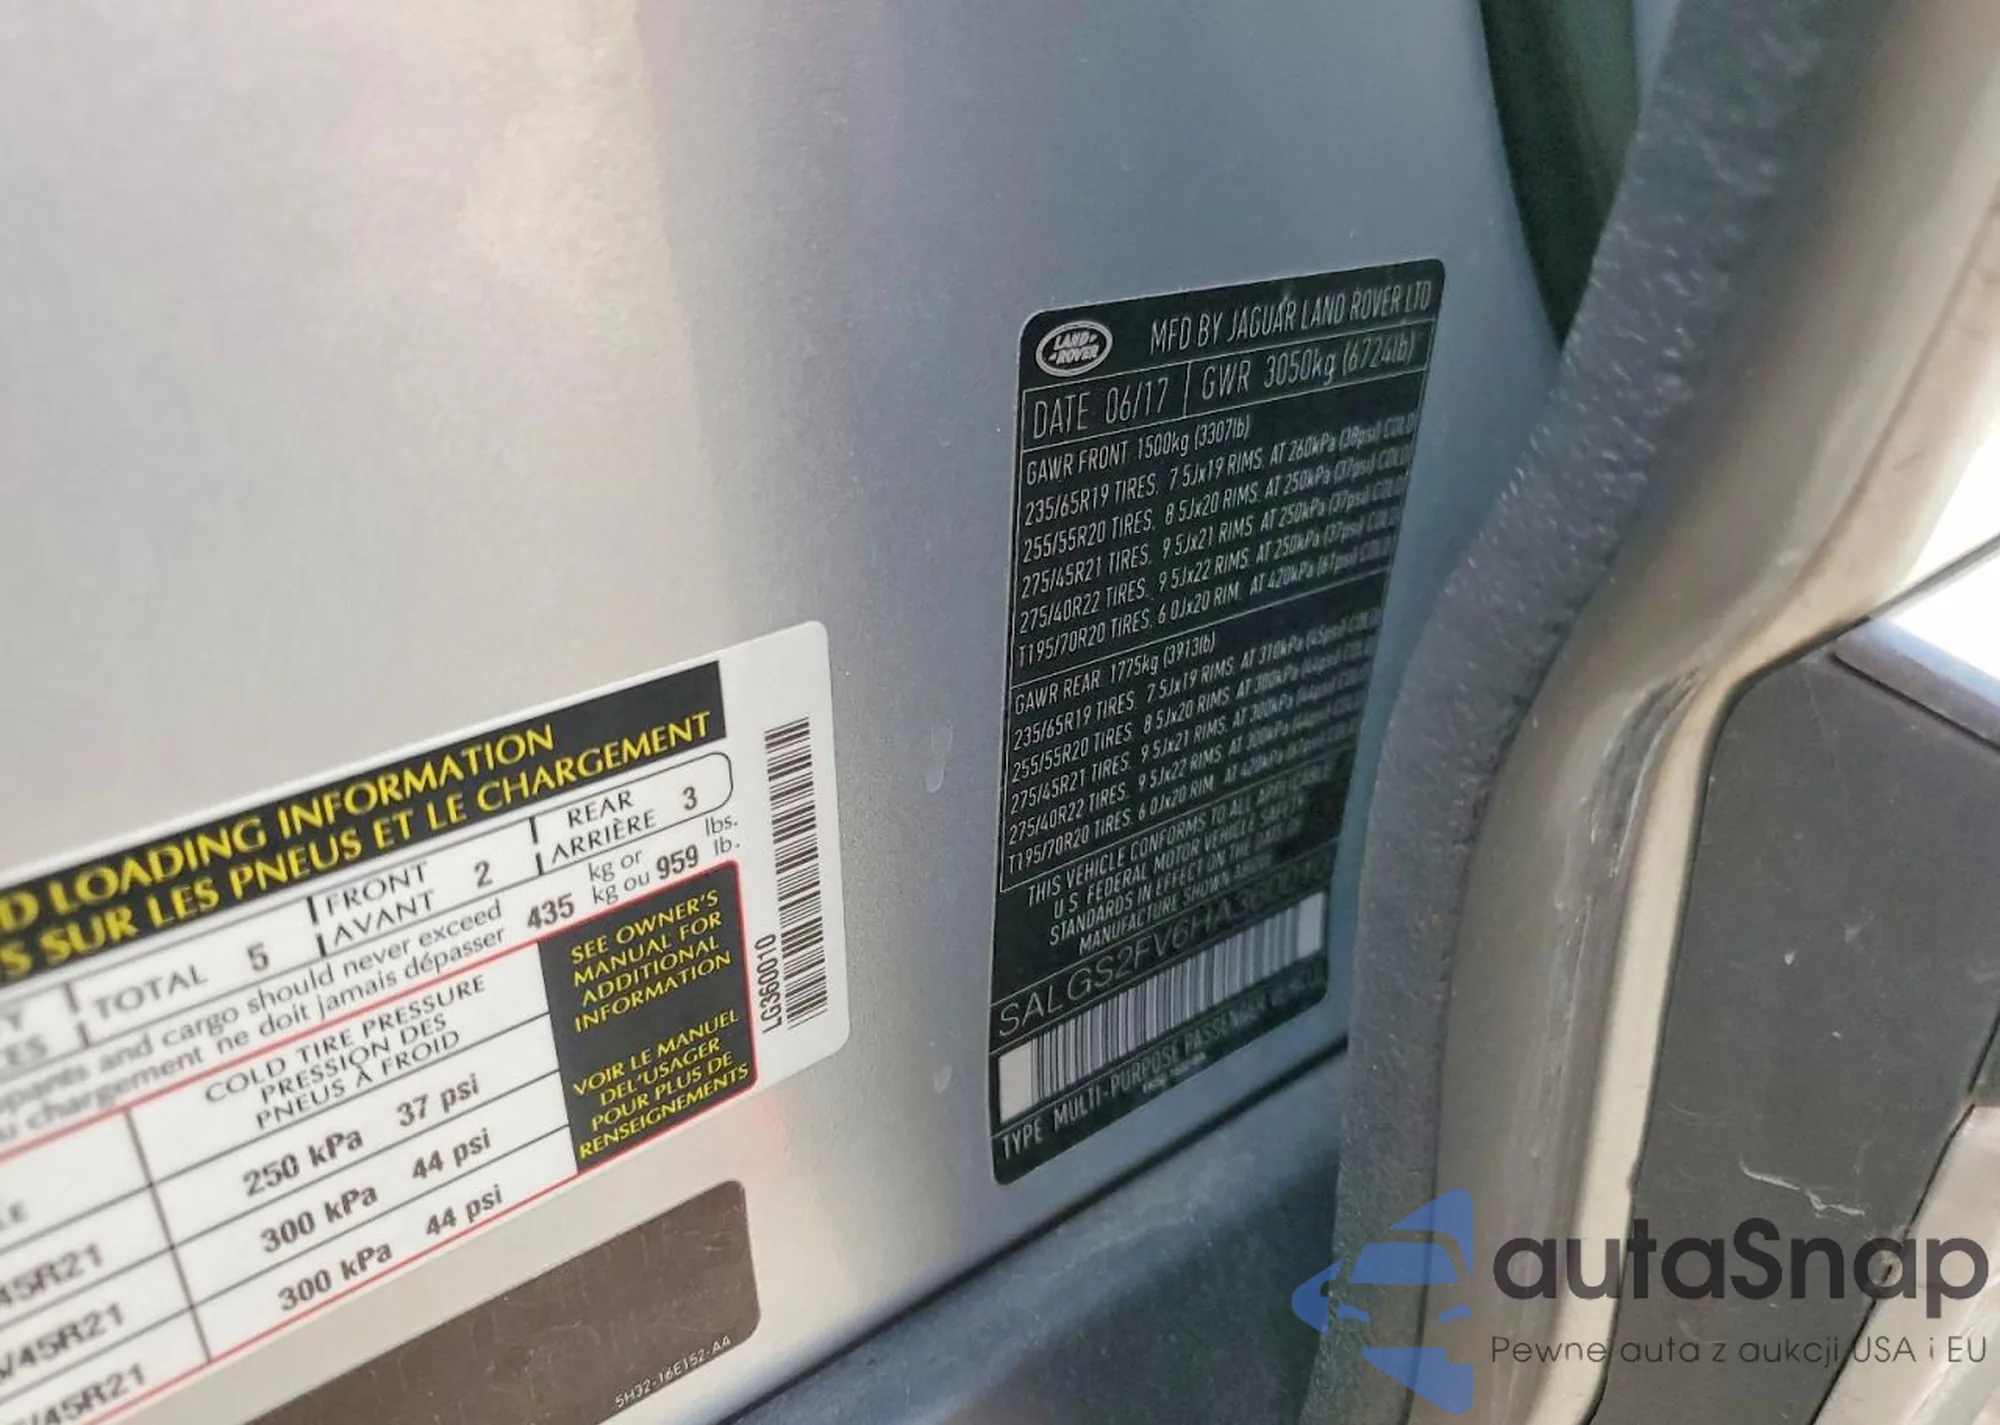 LAND-
-ROVER
MFD BY JAGUAR LAND ROVER LTD
DATE 06/17 GWR 3050kg (6724lb)
GAWR FRONT 1500kg (3307lb)
235/65R19 TIRES. 7.5Jx19 RIMS. AT 260kPa (38psi) COLD
255/55R20 TIRES. 8 5Jx20 RIMS. AT 250kPa (37psi) COLD
275/45R21 TIRES. 9 5Jx21 RIMS AT 250kPa (37psi) COLD
275/40R22 TIRES. 9 5Jx22 RIMS. AT 250kPa (37psi) COLD
T195/70R20 TIRES. 6 0Jx20 RIM. AT 420kPa (67psi) COLD
GAWR REAR 1775kg (3913lb)
235/65R19 TIRES. 7.5Jx19 RIMS. AT 310kPa (45psi) COLD
255/55R20 TIRES 8 5Jx20 RIMS. AT 300kPa (44psi)
275/45R21 TIRES. 9.5Jx21 RIMS. AT 300kPa (44psi)
275/40R22 TIRES. 9 5Jx22 RIMS. AT 300kPa (44psi)
T195/70R20 TIRES. 6 0Jx20 RIM. AT 420kPa
THIS VEHICLE CONFORMS TO ALL APPLICABLE
U.S. FEDERAL MOTOR VEHICLE SAFETY
STANDARDS IN EFFECT ON THE DATE OF
MANUFACTURE SHOWN ABOVE
SALGS2FV6HA36
TYPE MULTI-PURPOSE PASSENGER VEHICLE
D LOADING INFORMATION
S SUR LES PNEUS ET LE CHARGEMENT
TOTAL 5 FRONT AVANT 2 REAR ARRIÈRE 3
and cargo should never exceed 435 kg or 959 lbs.
chargement ne doit jamais dépasser kg ou lb.
COLD TIRE PRESSURE
PRESSION DES
PNEUS À FROID
250 kPa 37 psi
45R21 300 kPa 44 psi
/45R21 300 kPa 44 psi
/45R21
SEE OWNER'S
MANUAL FOR
ADDITIONAL
INFORMATION
VOIR LE MANUEL
DEL'USAGER
POUR PLUS DE
RENSEIGNEMENTS
LG360010
5H32-16E152-AA
autaSnap
Pewne auta z aukcji USA i EU